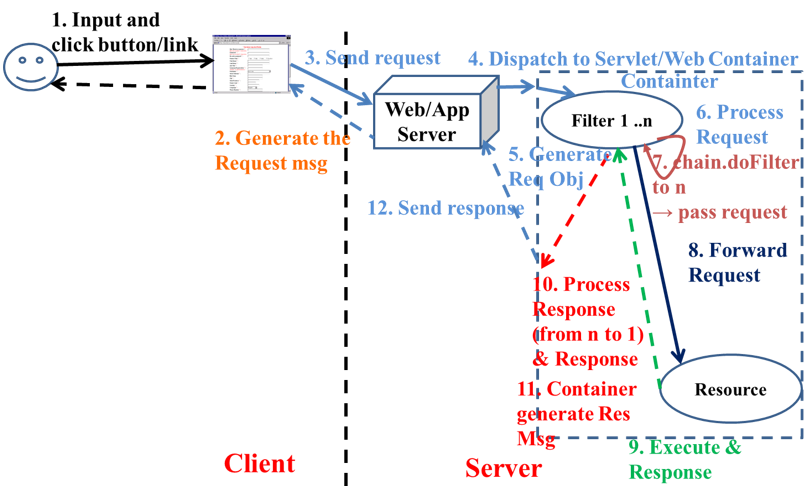 1. Input and
click button/link
3. Send request
4. Dispatch to Servlet/Web Container
Containter
Web/App
Server
Filter 1 ..n
6. Process
Request
2. Generate the
Request msg
5. Generate
Req Obj
7. chain.doFilter
to n
→ pass request
12. Send response
8. Forward
Request
10. Process
Response
(from n to 1)
& Response
11. Container
generate Res
Msg
Resource
9. Execute &
Response
Client
Server